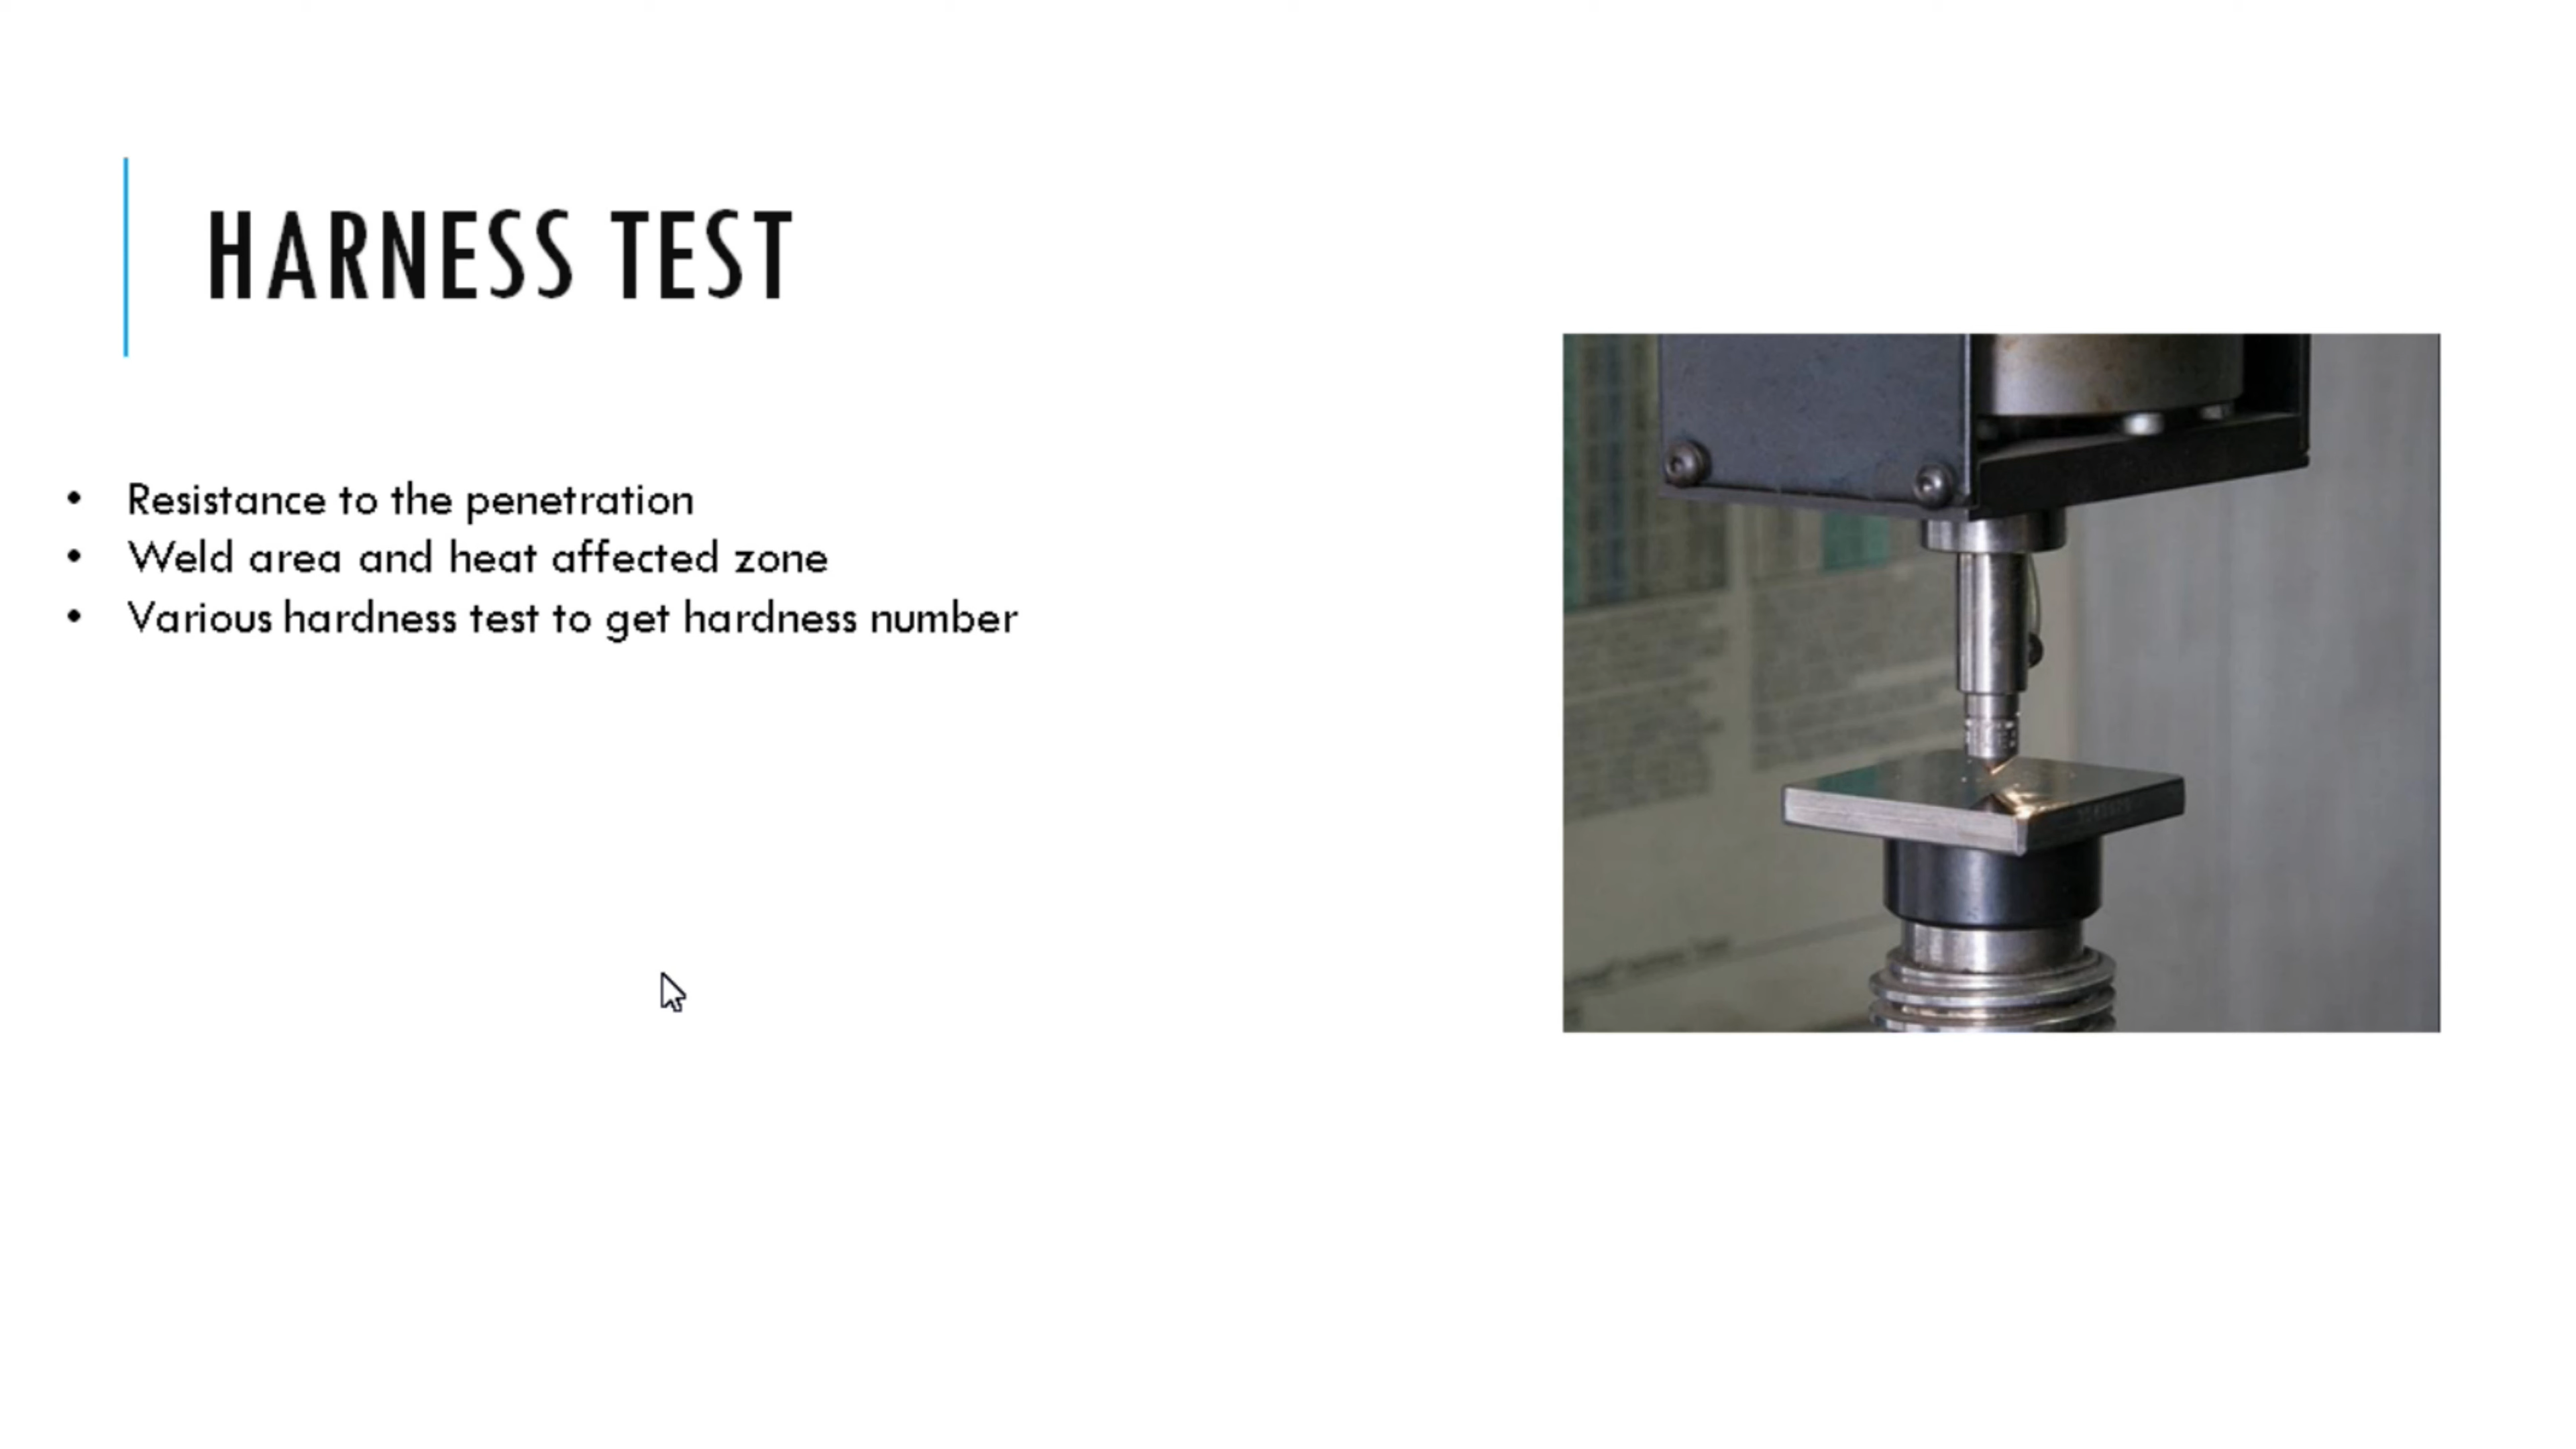 HARNESS TEST
• Resistance to the penetration
• Weld area and heat affected zone
• Various hardness test to get hardness number